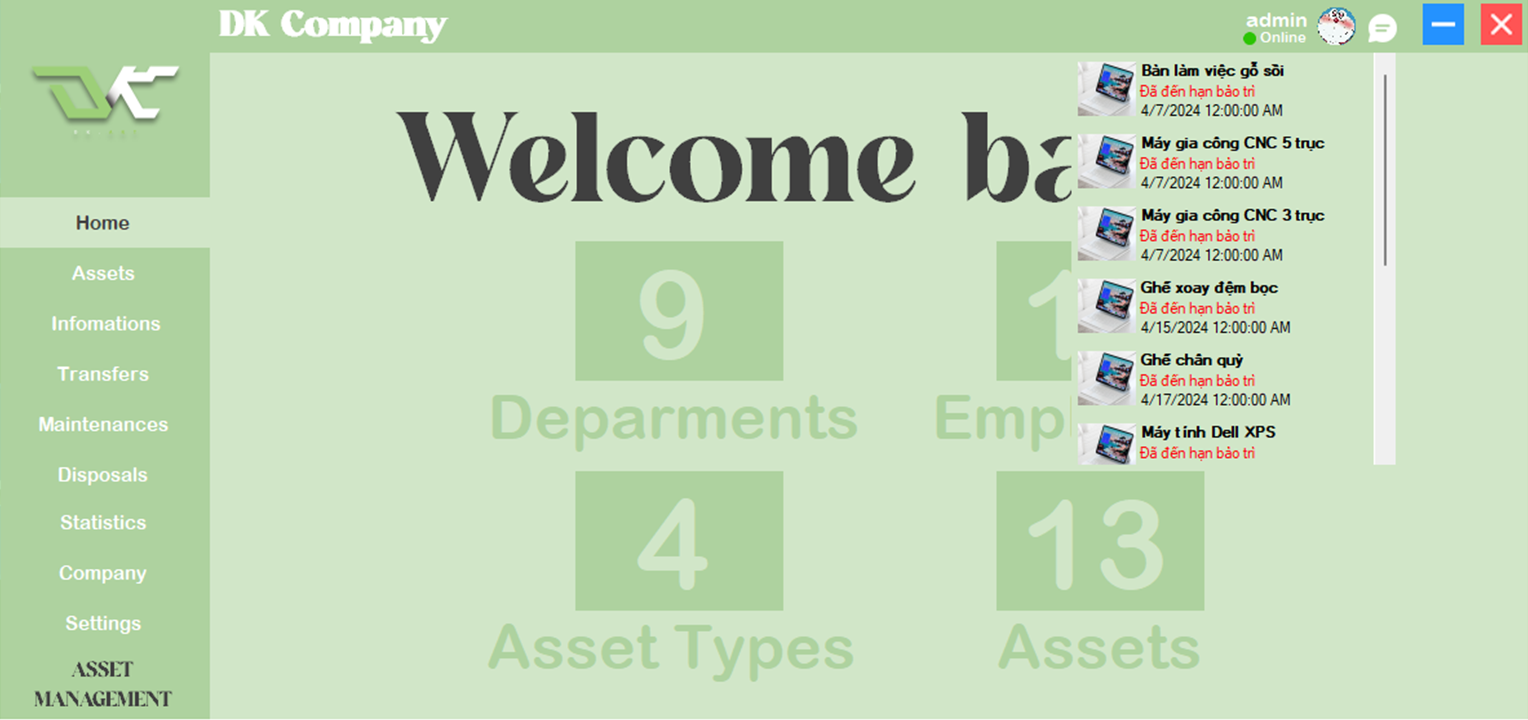 DK Company
admin
Online
Home
Assets
Infomations
Transfers
Maintenances
Disposals
Statistics
Company
Settings
ASSET
MANAGEMENT
Welcome ba
9
Deparments
1
Emp
4
Asset Types
13
Assets
Bàn làm việc gỗ sồi
Đã đến hạn bảo trì
4/7/2024 12:00:00 AM
Máy gia công CNC 5 trục
Đã đến hạn bảo trì
4/7/2024 12:00:00 AM
Máy gia công CNC 3 trục
Đã đến hạn bảo trì
4/7/2024 12:00:00 AM
Ghế xoay đệm bọc
Đã đến hạn bảo trì
4/15/2024 12:00:00 AM
Ghế chân quỳ
Đã đến hạn bảo trì
4/17/2024 12:00:00 AM
Máy tính Dell XPS
Đã đến hạn bảo trì